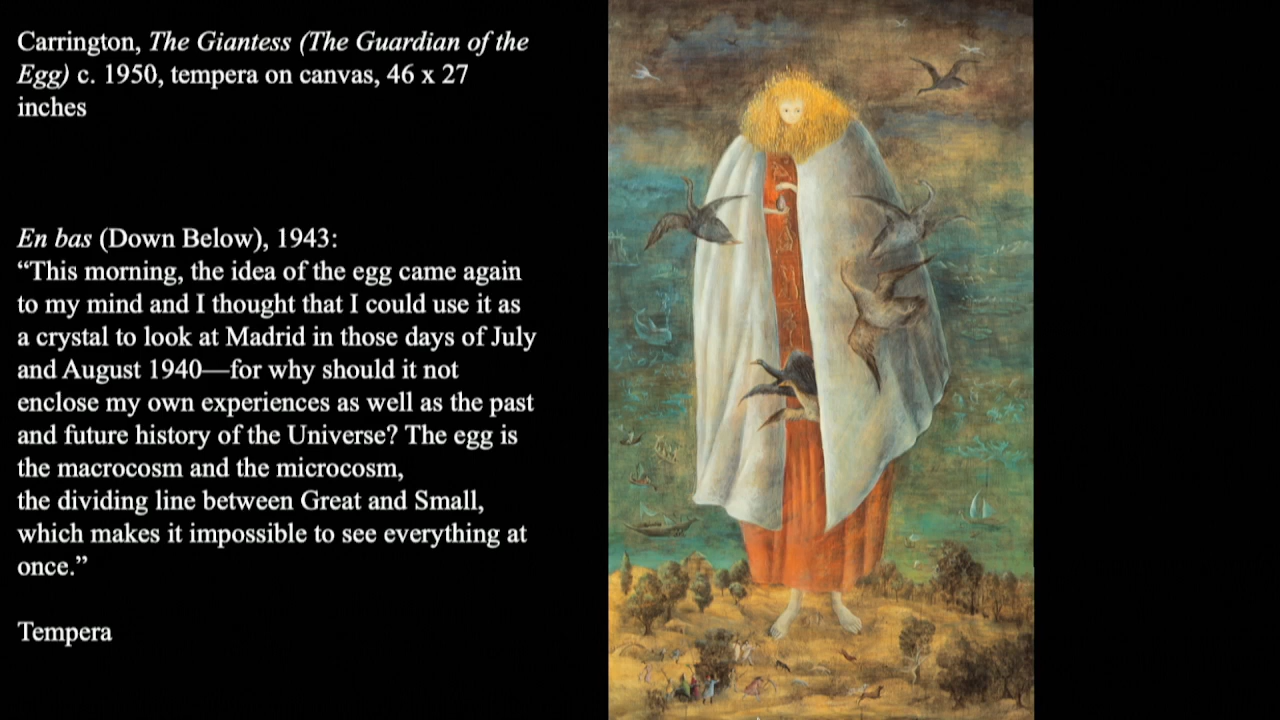 Carrington, The Giantess (The Guardian of the
Egg) c. 1950, tempera on canvas, 46 x 27
inches
En bas (Down Below), 1943:
“This morning, the idea of the egg came again
to my mind and I thought that I could use it as
a crystal to look at Madrid in those days of July
and August 1940—for why should it not
enclose my own experiences as well as the past
and future history of the Universe? The egg is
the macrocosm and the microcosm,
the dividing line between Great and Small,
which makes it impossible to see everything at
once.”
Tempera